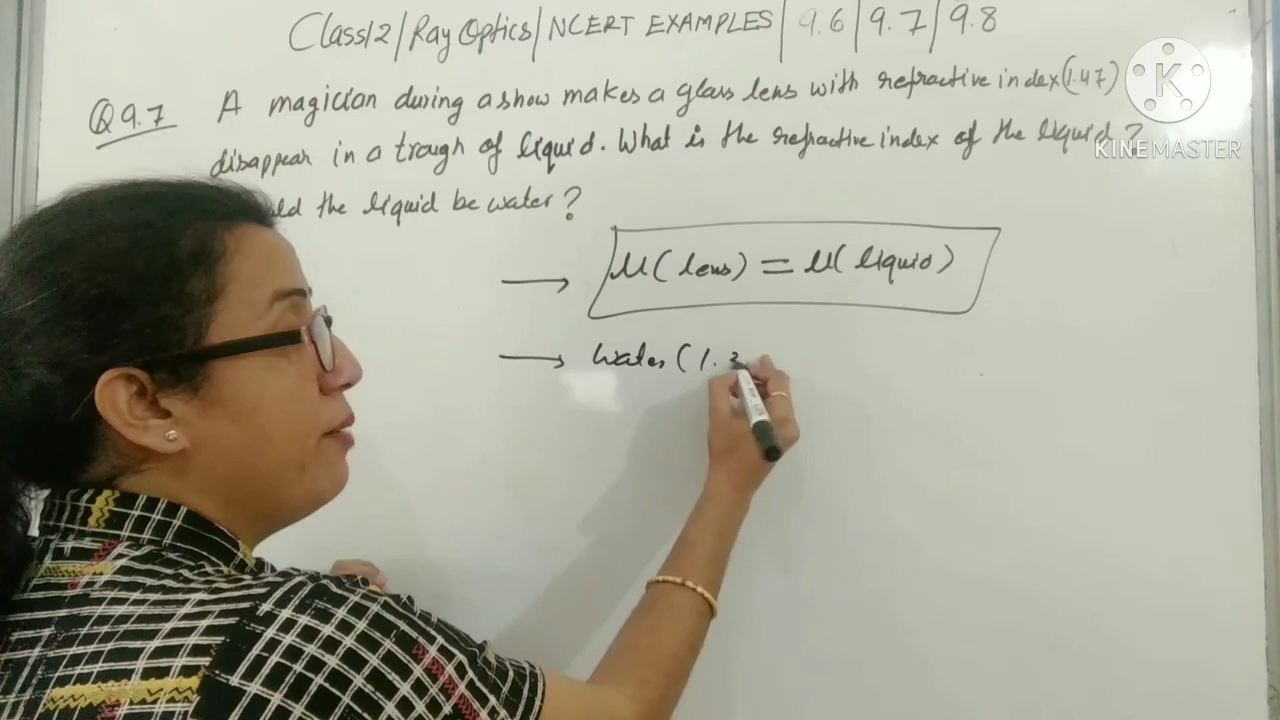 Class12/Ray Optics/NCERT EXAMPLES/9.6/9.7/9.8
Q9.7 A magician during a show makes a glass lens with refractive index (1.47)
disappear in a trough of liquid. What is the refractive index of the liquid?
the liquid be water?
→ μ(lens) = μ(liquid)
→ Water (1.3
K
KINEMASTER